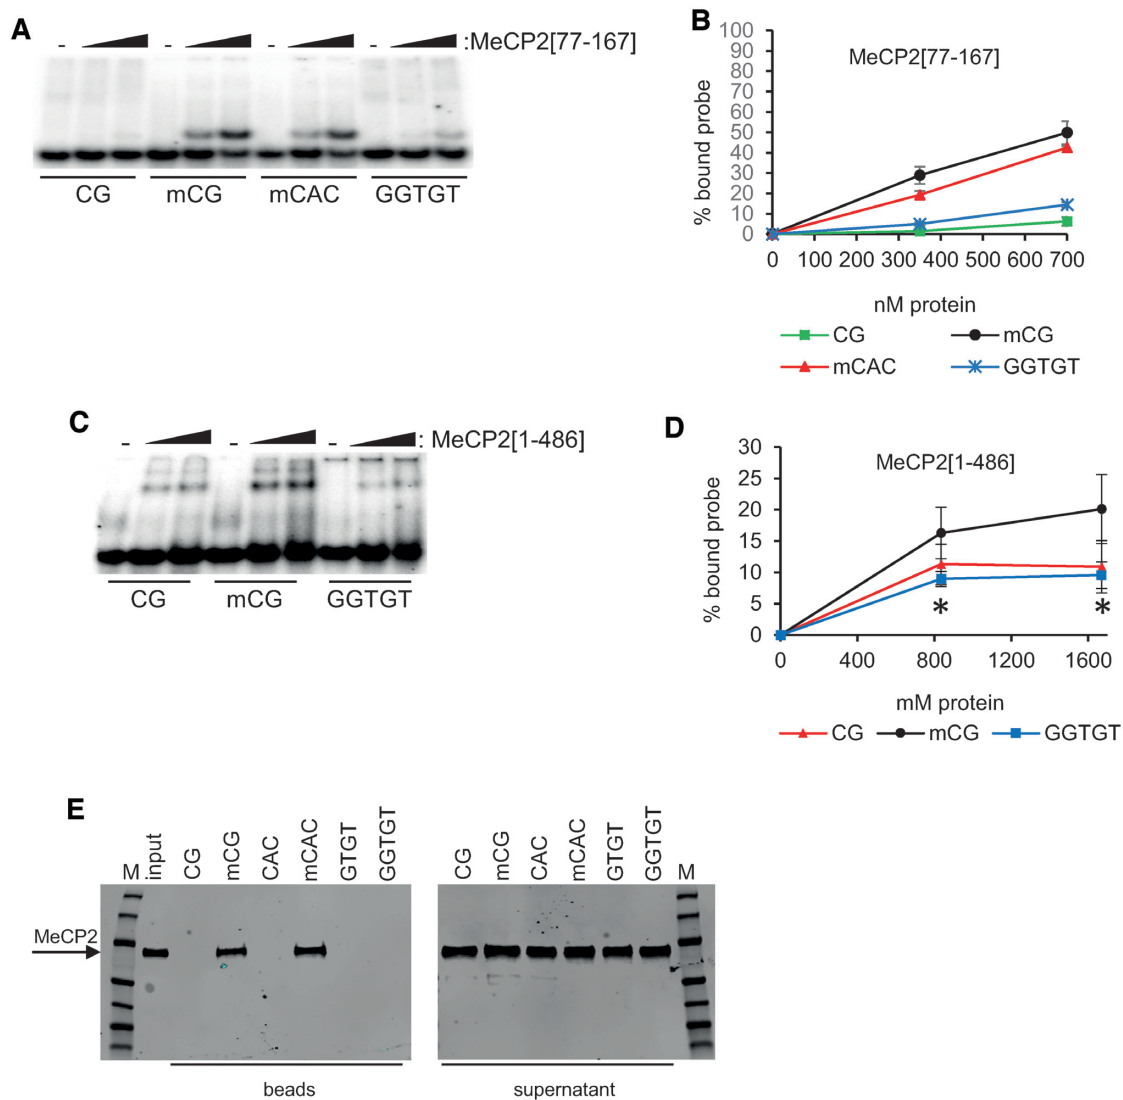 A
- - - - :MeCP2[77-167]
CG mCG mCAC GGTGT
B
MeCP2[77-167]
% bound probe
100
90
80
70
60
50
40
30
20
10
0
0 100 200 300 400 500 600 700
nM protein
CG mCG
mCAC GGTGT
C
- - - : MeCP2[1-486]
CG mCG GGTGT
D
MeCP2[1-486]
% bound probe
30
25
20
15
10
5
0
* *
0 400 800 1200 1600
mM protein
CG mCG GGTGT
E
M input CG mCG CAC mCAC GTGT GGTGT
CG mCG CAC mCAC GTGT GGTGT M
MeCP2
beads supernatant